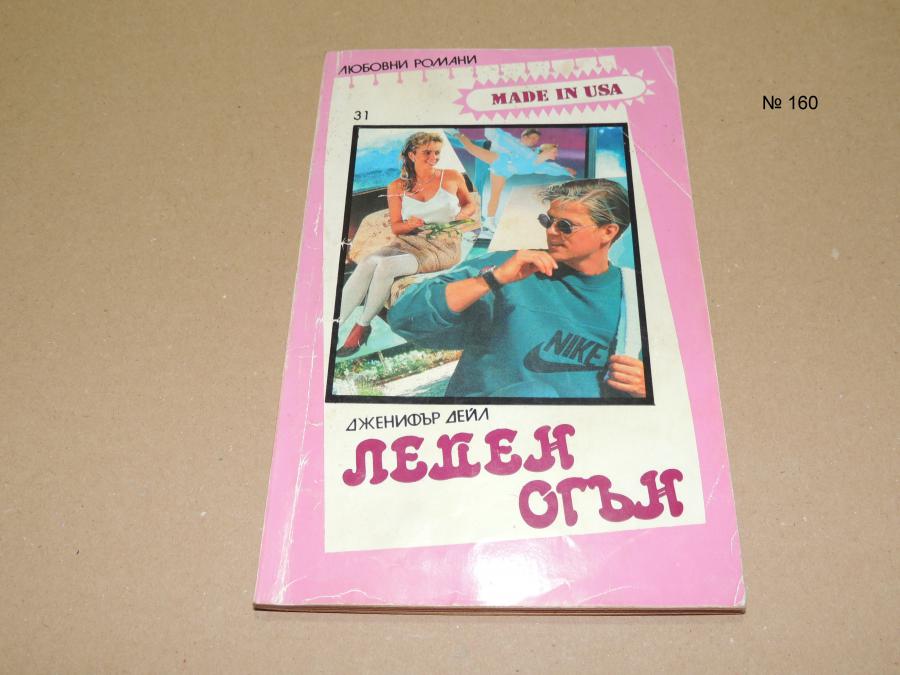 ЛЮБОВНИ РОМАНИ
MADE IN USA
№ 160
31
NIKE
ДЖЕНИФЪР ДЕЙЛ
ЛЕДЕН
ОГЪН